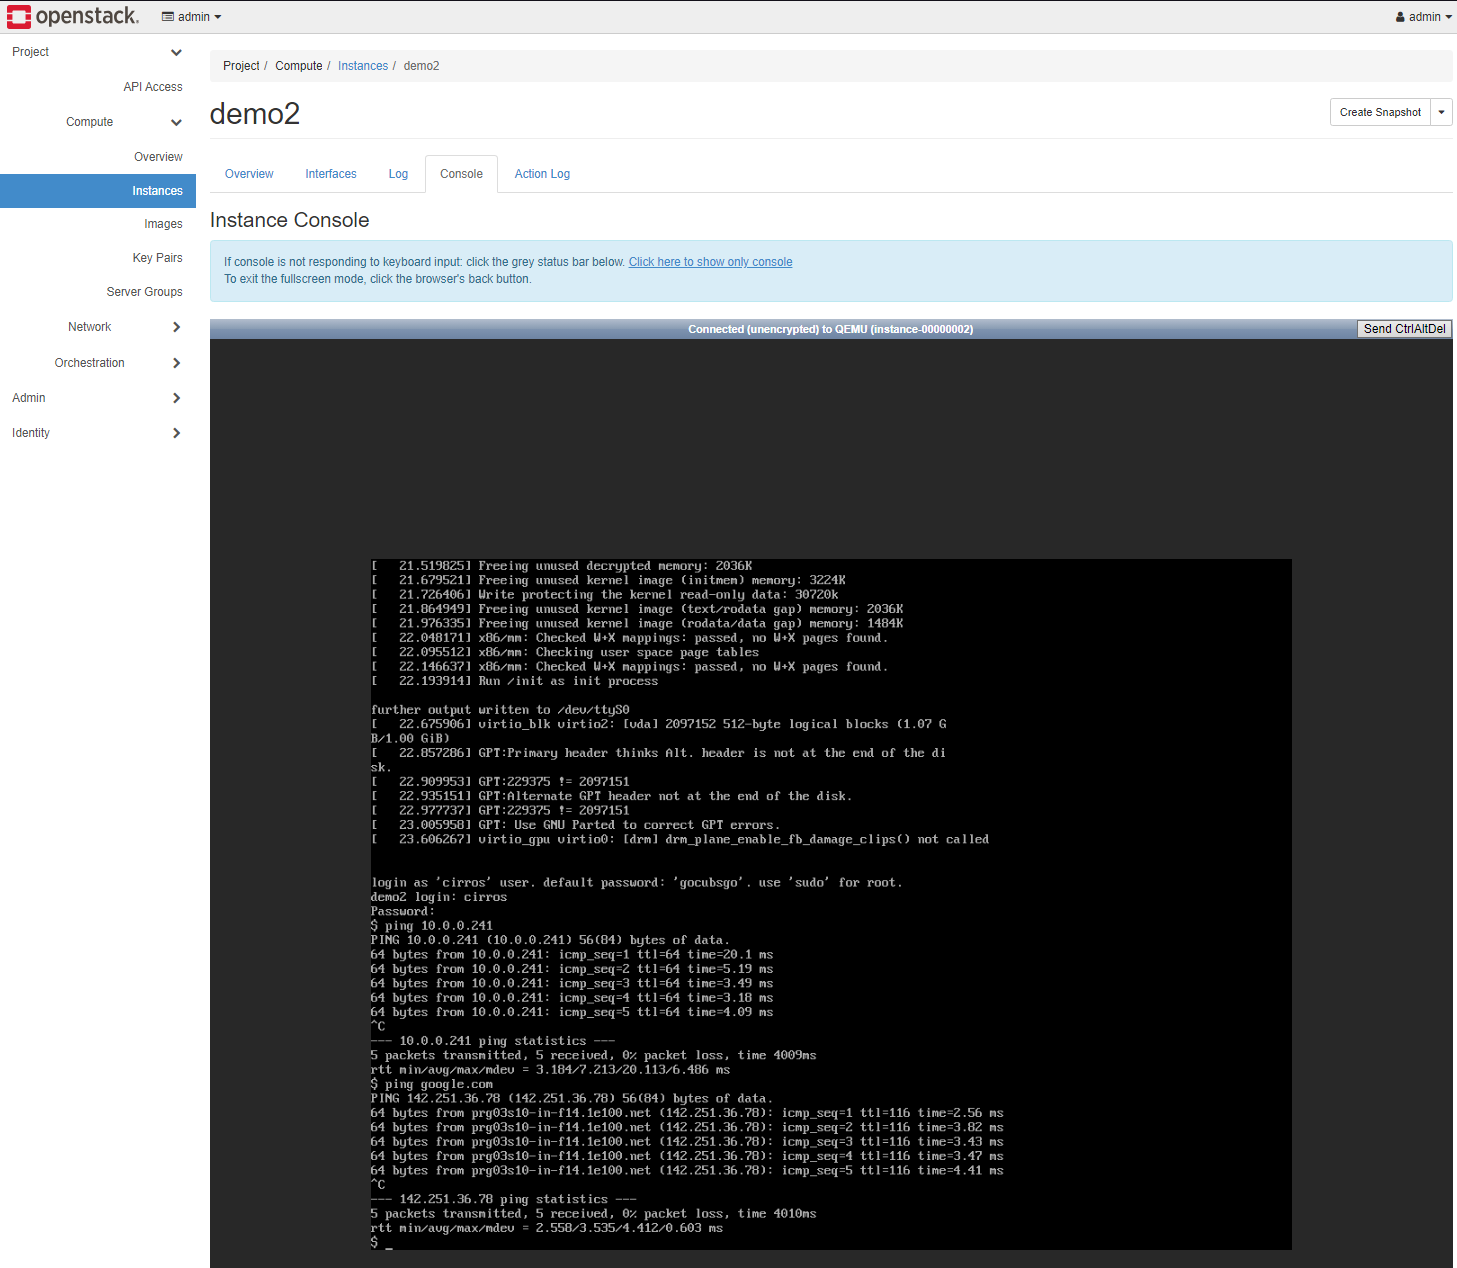 openstack. admin admin
Project
API Access
Compute
Overview
Instances
Images
Key Pairs
Server Groups
Network
Orchestration
Admin
Identity
Project / Compute / Instances / demo2
demo2
Create Snapshot
Overview Interfaces Log Console Action Log
Instance Console
If console is not responding to keyboard input: click the grey status bar below. Click here to show only console
To exit the fullscreen mode, click the browser's back button.
Connected (unencrypted) to QEMU (instance-00000002) Send CtrlAltDel
[   21.519825] Freeing unused decrypted memory: 2036K
[   21.679521] Freeing unused kernel image (initmem) memory: 3224K
[   21.726406] Write protecting the kernel read-only data: 30720k
[   21.864949] Freeing unused kernel image (text/rodata gap) memory: 2036K
[   21.976335] Freeing unused kernel image (rodata/data gap) memory: 1484K
[   22.048171] x86/mm: Checked W+X mappings: passed, no W+X pages found.
[   22.095512] x86/mm: Checking user space page tables
[   22.146637] x86/mm: Checked W+X mappings: passed, no W+X pages found.
[   22.193914] Run /init as init process
further output written to /dev/ttyS0
[   22.675906] virtio_blk virtio2: [vda] 2097152 512-byte logical blocks (1.07 G
B/1.00 GiB)
[   22.857286] GPT:Primary header thinks Alt. header is not at the end of the di
sk.
[   22.909953] GPT:229375 != 2097151
[   22.935151] GPT:Alternate GPT header not at the end of the disk.
[   22.977737] GPT:229375 != 2097151
[   23.005958] GPT: Use GNU Parted to correct GPT errors.
[   23.606267] virtio_gpu virtio0: [drm] drm_plane_enable_fb_damage_clips() not called
login as 'cirros' user. default password: 'gocubsgo'. use 'sudo' for root.
demo2 login: cirros
Password:
$ ping 10.0.0.241
PING 10.0.0.241 (10.0.0.241) 56(84) bytes of data.
64 bytes from 10.0.0.241: icmp_seq=1 ttl=64 time=20.1 ms
64 bytes from 10.0.0.241: icmp_seq=2 ttl=64 time=5.19 ms
64 bytes from 10.0.0.241: icmp_seq=3 ttl=64 time=3.49 ms
64 bytes from 10.0.0.241: icmp_seq=4 ttl=64 time=3.18 ms
64 bytes from 10.0.0.241: icmp_seq=5 ttl=64 time=4.09 ms
^C
--- 10.0.0.241 ping statistics ---
5 packets transmitted, 5 received, 0% packet loss, time 4009ms
rtt min/avg/max/mdev = 3.184/7.213/20.113/6.486 ms
$ ping google.com
PING 142.251.36.78 (142.251.36.78) 56(84) bytes of data.
64 bytes from prg03s10-in-f14.1e100.net (142.251.36.78): icmp_seq=1 ttl=116 time=2.56 ms
64 bytes from prg03s10-in-f14.1e100.net (142.251.36.78): icmp_seq=2 ttl=116 time=3.82 ms
64 bytes from prg03s10-in-f14.1e100.net (142.251.36.78): icmp_seq=3 ttl=116 time=3.43 ms
64 bytes from prg03s10-in-f14.1e100.net (142.251.36.78): icmp_seq=4 ttl=116 time=3.47 ms
64 bytes from prg03s10-in-f14.1e100.net (142.251.36.78): icmp_seq=5 ttl=116 time=4.41 ms
^C
--- 142.251.36.78 ping statistics ---
5 packets transmitted, 5 received, 0% packet loss, time 4010ms
rtt min/avg/max/mdev = 2.558/3.535/4.412/0.603 ms
$ _